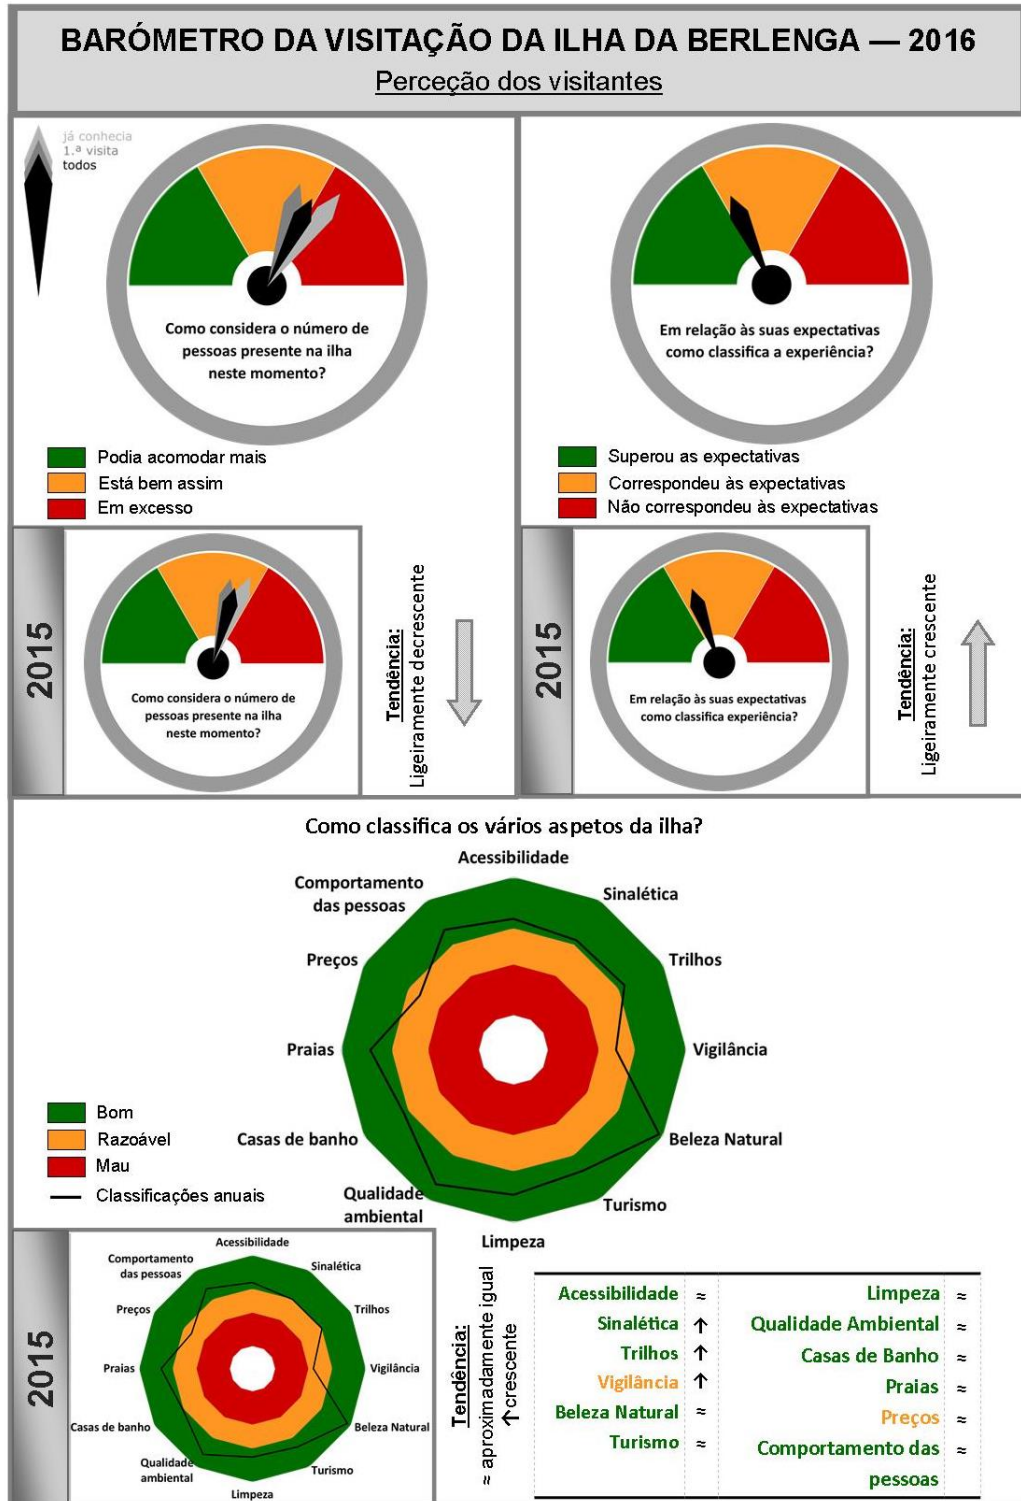 BARÓMETRO DA VISITAÇÃO DA ILHA DA BERLENGA — 2016
Perceção dos visitantes
já conhecia
1.ª visita
todos
Como considera o número de
pessoas presente na ilha
neste momento?
Podia acomodar mais
Está bem assim
Em excesso
Em relação às suas expectativas
como classifica a experiência?
Superou as expectativas
Correspondeu às expectativas
Não correspondeu às expectativas
2015
Como considera o número de
pessoas presente na ilha
neste momento?
Tendência:
Ligeiramente decrescente
2015
Em relação às suas expectativas
como classifica experiência?
Tendência:
Ligeiramente crescente
Como classifica os vários aspetos da ilha?
Acessibilidade
Sinalética
Trilhos
Vigilância
Beleza Natural
Turismo
Limpeza
Qualidade
ambiental
Casas de banho
Praias
Preços
Comportamento
das pessoas
Bom
Razoável
Mau
Classificações anuais
2015
Acessibilidade
Sinalética
Trilhos
Vigilância
Beleza Natural
Turismo
Limpeza
Qualidade
ambiental
Casas de banho
Praias
Preços
Comportamento
das pessoas
Tendência:
≈ aproximadamente igual
↑crescente
Acessibilidade ≈
Sinalética ↑
Trilhos ↑
Vigilância ↑
Beleza Natural ≈
Turismo ≈
Limpeza ≈
Qualidade Ambiental ≈
Casas de Banho ≈
Praias ≈
Preços ≈
Comportamento das ≈
pessoas